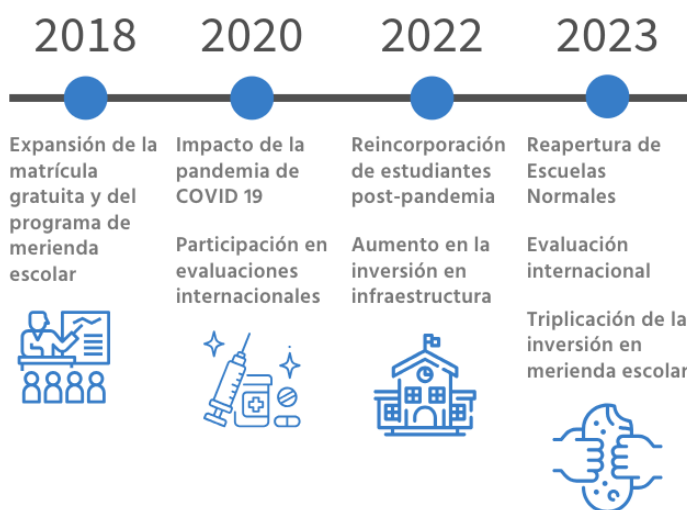 2018
2020
2022
2023
Expansión de la
matrícula
gratuita y del
programa de
merienda
escolar
Impacto de la
pandemia de
COVID 19
Participación en
evaluaciones
internacionales
Reincorporación
de estudiantes
post-pandemia
Aumento en la
inversión en
infraestructura
Reapertura de
Escuelas
Normales
Evaluación
internacional
Triplicación de la
inversión en
merienda escolar